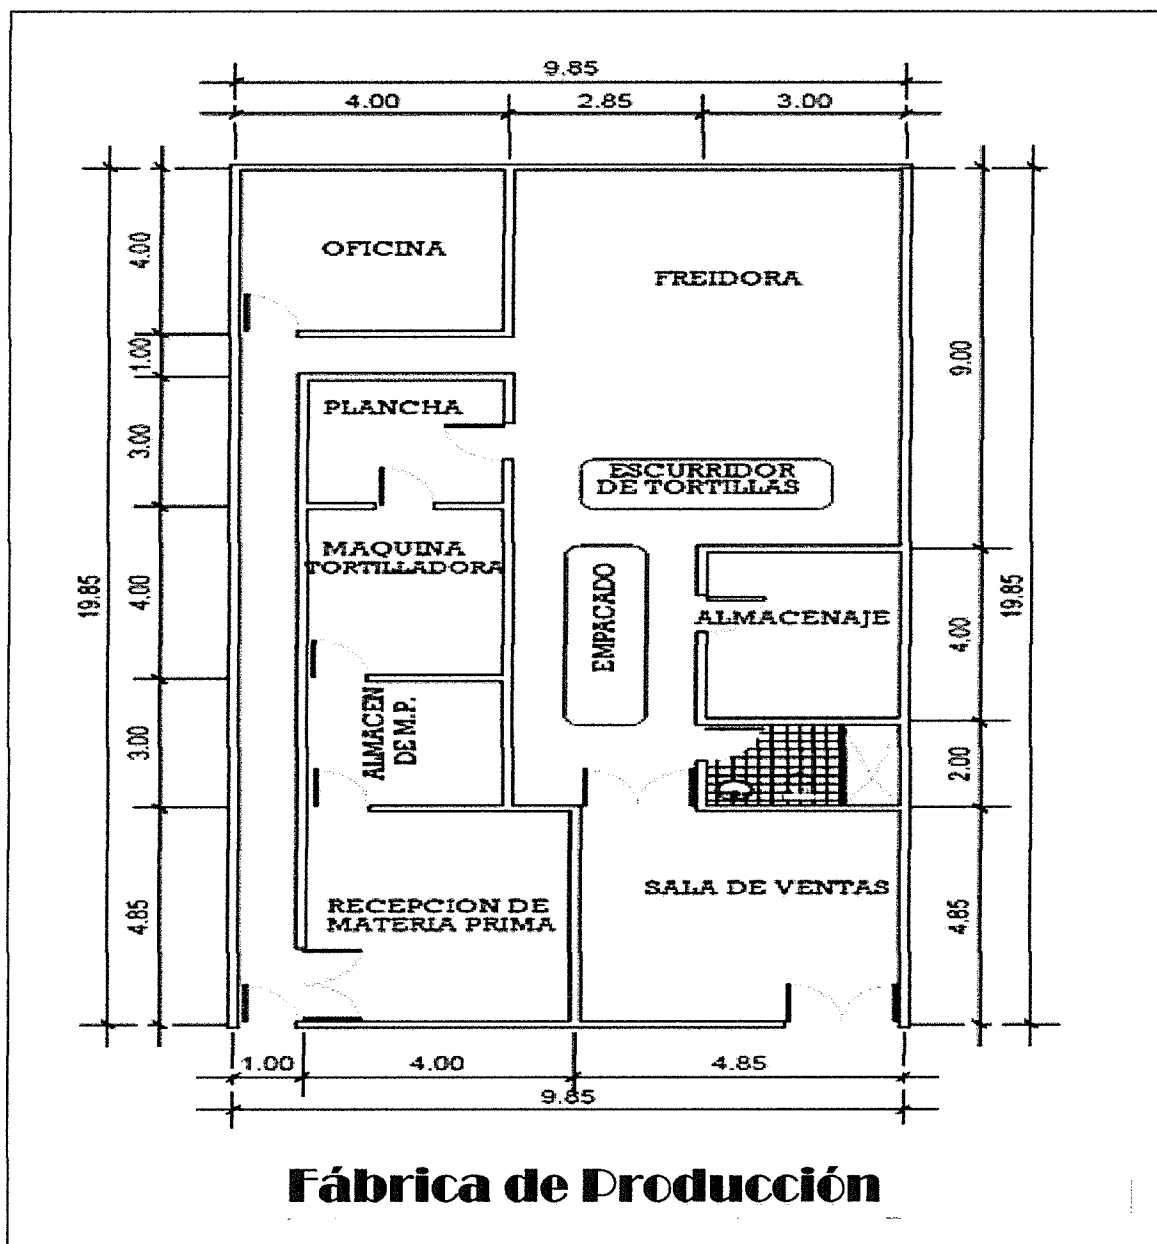 9.85
4.00
2.85
3.00
OFICINA
FREIDORA
4.00
1.00
9.00
PLANCHA
3.00
ESCURRIDOR
DE TORTILLAS
MAQUINA
TORTILLADORA
19.85
4.00
EMPACADO
ALMACENAJE
4.00
19.85
ALMACEN
DE M.P.
3.00
2.00
SALA DE VENTAS
RECEPCION DE
MATERIA PRIMA
4.85
4.85
1.00
4.00
4.85
9.85
Fábrica de Producción